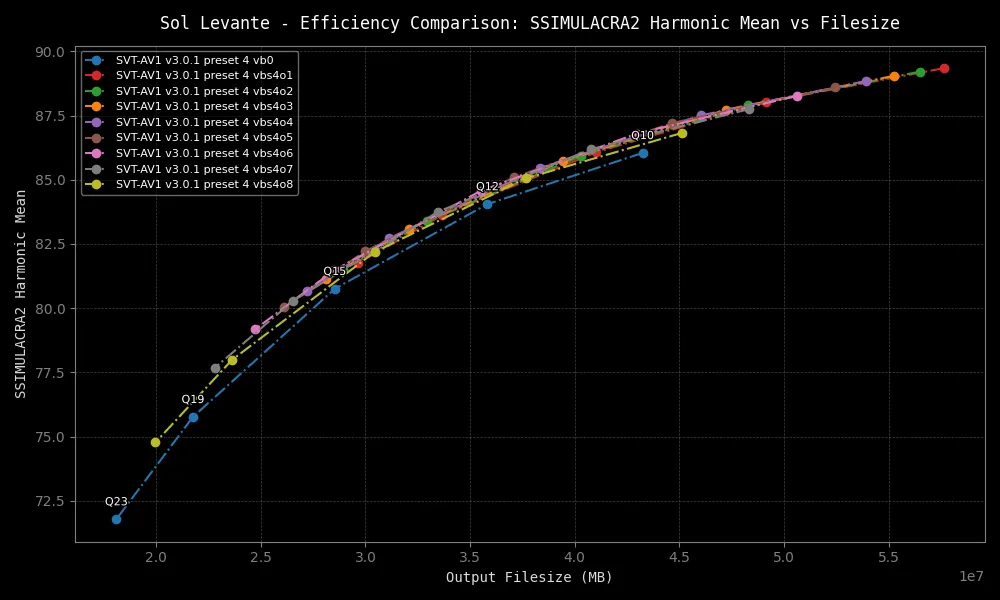 Sol Levante - Efficiency Comparison: SSIMULACRA2 Harmonic Mean vs Filesize
SVT-AV1 v3.0.1 preset 4 vb0
SVT-AV1 v3.0.1 preset 4 vbs4o1
SVT-AV1 v3.0.1 preset 4 vbs4o2
SVT-AV1 v3.0.1 preset 4 vbs4o3
SVT-AV1 v3.0.1 preset 4 vbs4o4
SVT-AV1 v3.0.1 preset 4 vbs4o5
SVT-AV1 v3.0.1 preset 4 vbs4o6
SVT-AV1 v3.0.1 preset 4 vbs4o7
SVT-AV1 v3.0.1 preset 4 vbs4o8
90.0
87.5
85.0
82.5
80.0
77.5
75.0
72.5
SSIMULACRA2 Harmonic Mean
Q10
Q12
Q15
Q19
Q23
2.0 2.5 3.0 3.5 4.0 4.5 5.0 5.5
1e7
Output Filesize (MB)